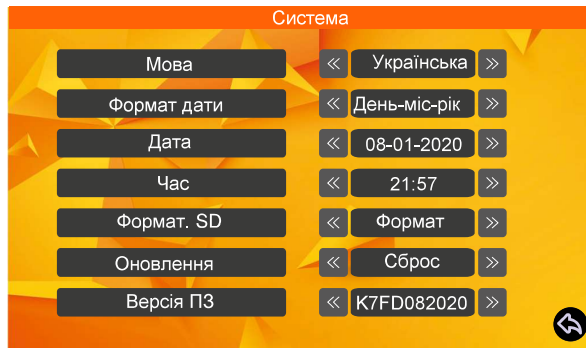 Система
Мова « Українська »
Формат дати « День-міс-рік »
Дата « 08-01-2020 »
Час « 21:57 »
Формат. SD « Формат »
Оновлення « Сброс »
Версія ПЗ « K7FD082020 »